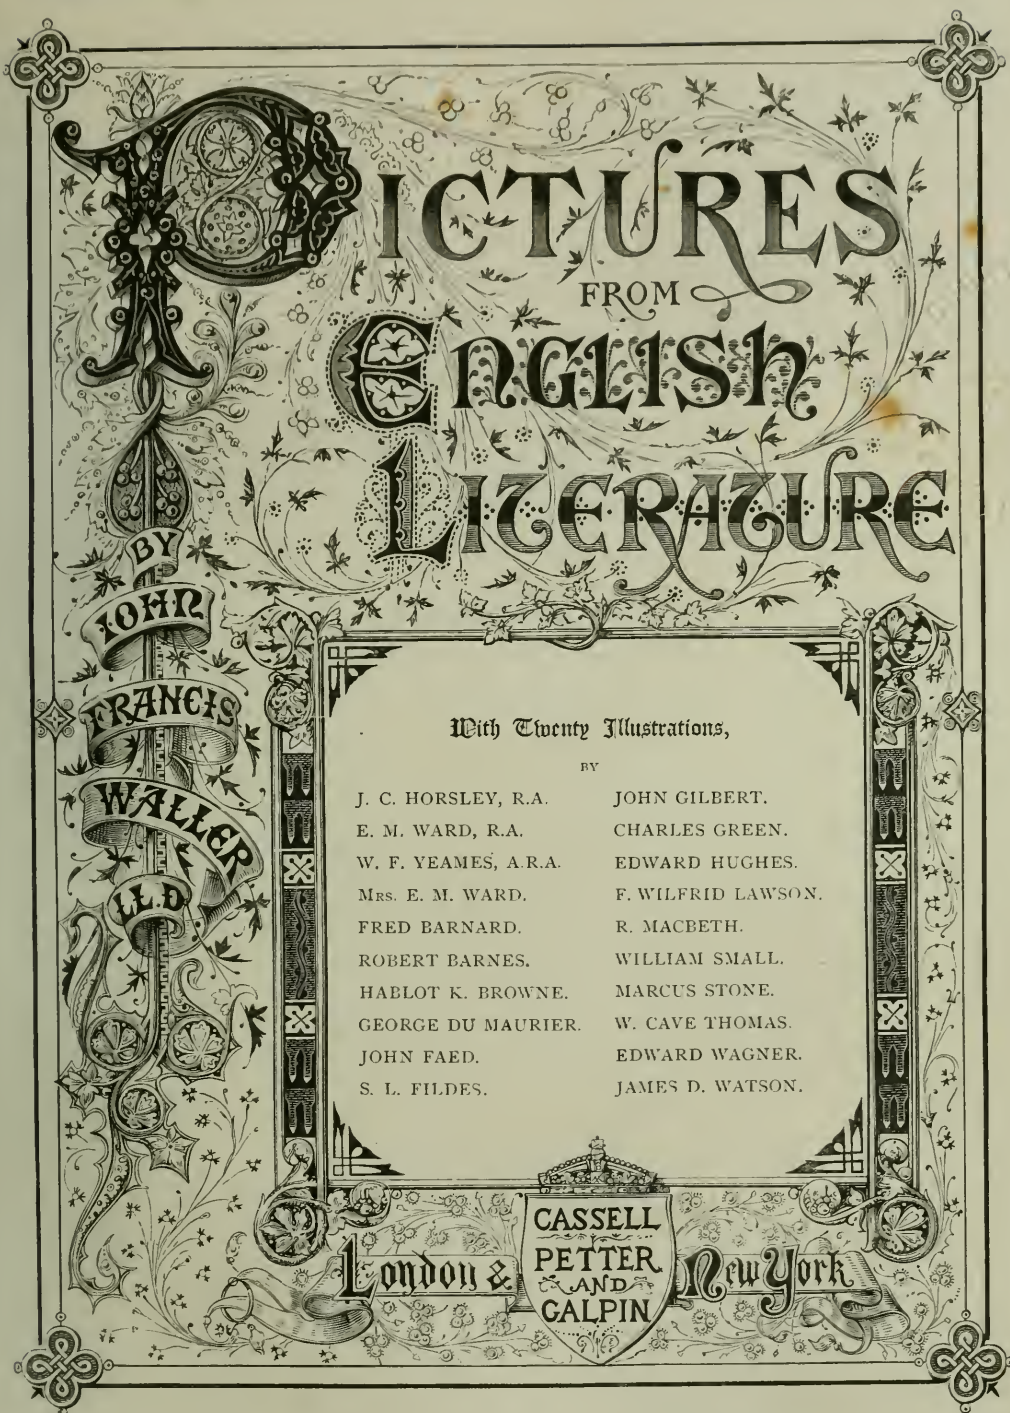 PICTURES
FROM
ENGLISH
LITERATURE
BY
IOHN
FRANCIS
WALLER
LL.D
With Twenty Illustrations,
BY
J. C. HORSLEY, R.A.
E. M. WARD, R.A.
W. F. YEAMES, A.R.A.
MRS. E. M. WARD.
FRED BARNARD.
ROBERT BARNES.
HABLOT K. BROWNE.
GEORGE DU MAURIER.
JOHN FAED.
S. L. FILDES.
JOHN GILBERT.
CHARLES GREEN.
EDWARD HUGHES.
F. WILFRID LAWSON.
R. MACBETH.
WILLIAM SMALL.
MARCUS STONE.
W. CAVE THOMAS.
EDWARD WAGNER.
JAMES D. WATSON.
CASSELL
PETTER
AND
GALPIN
London &
New York